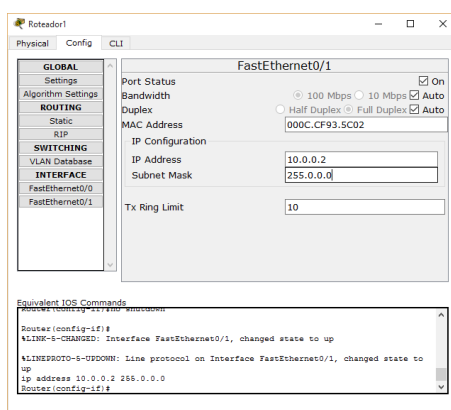 Roteador1
Physical Config CLI
GLOBAL
Settings
Algorithm Settings
ROUTING
Static
RIP
SWITCHING
VLAN Database
INTERFACE
FastEthernet0/0
FastEthernet0/1
FastEthernet0/1
Port Status On
Bandwidth 100 Mbps 10 Mbps Auto
Duplex Half Duplex Full Duplex Auto
MAC Address 000C.CF93.5C02
IP Configuration
IP Address 10.0.0.2
Subnet Mask 255.0.0.0
Tx Ring Limit 10
Equivalent IOS Commands
Router(config-if)#no shutdown
Router(config-if)#
%LINK-5-CHANGED: Interface FastEthernet0/1, changed state to up
%LINEPROTO-5-UPDOWN: Line protocol on Interface FastEthernet0/1, changed state to
up
ip address 10.0.0.2 255.0.0.0
Router(config-if)#